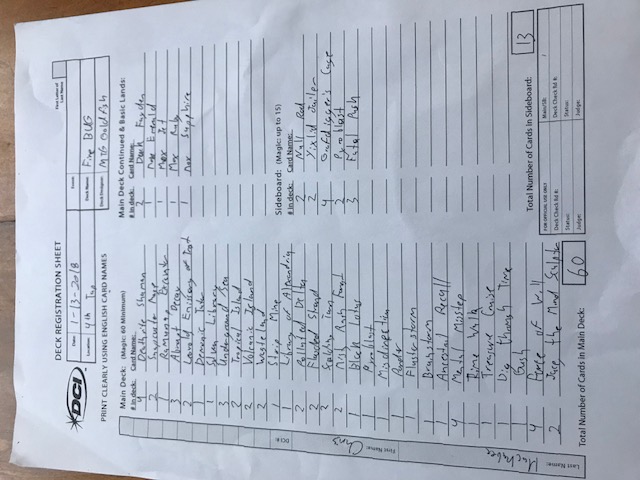 DECK REGISTRATION SHEET
First Letter of
Last Name
DCI
Date: 1-13-2018
Event:
Location: 4th Tap
Deck Name: Five BUG
Deck Designer: MTG Goldfish
PRINT CLEARLY USING ENGLISH CARD NAMES
Main Deck: (Magic: 60 Minimum)
# in deck: Card Name:
4 Deathrite Shaman
2 Snapcaster Mage
1 Ramunap Excavator
3 Abrupt Decay
2 Leovold Emissary of Trest
1 Demonic Tutor
1 Sylvan Library
3 Underground Sea
2 Tropical Island
2 Volcanic Island
2 Wasteland
1 Strip Mine
1 Library of Alexandria
2 Polluted Delta
2 Flooded Strand
2 Scalding Tarn
2 Misty Rain Forest
1 Black Lotus
1 Pyroblast
1 Misdirection
1 Ponder
1 Flusterstorm
1 Brainstorm
1 Ancestral Recall
4 Mental Misstep
1 Time Walk
1 Treasure Cruise
1 Dig through Time
1 Gush
4 Force of Will
2 Jace, the Mind Sculptor
Total Number of Cards in Main Deck: 60
Main Deck Continued & Basic Lands:
# in deck: Card Name:
2 Dack Fayden
1 Mox Emerald
1 Mox Jet
1 Mox Ruby
1 Mox Sapphire
Sideboard: (Magic: up to 15)
# in deck: Card Name:
2 Null Rod
2 Yixlid Jailer
4 Grafdigger's Cage
2 Pyroblast
3 Fatal Push
Total Number of Cards in Sideboard: 13
FOR OFFICIAL USE ONLY
Main/SB: /
Deck Check Rd #:
Deck Check Rd #:
Status:
Status:
Judge:
Judge:
DCI #:
First Name: Chris
Last Name: